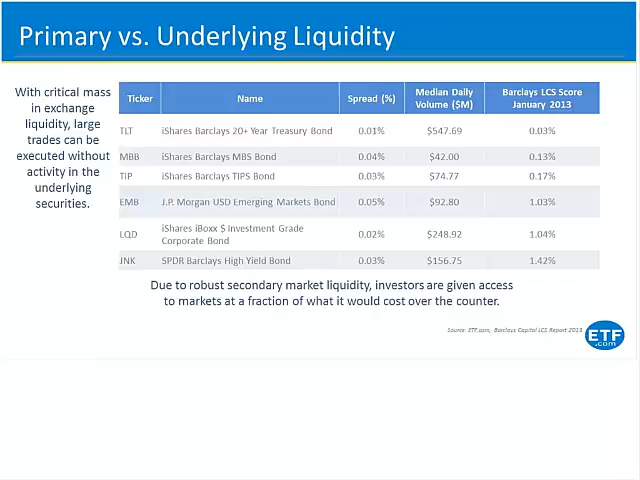 Primary vs. Underlying Liquidity
With critical mass
in exchange
liquidity, large
trades can be
executed without
activity in the
underlying
securities.
Ticker Name Spread (%) Median Daily Volume ($M) Barclays LCS Score January 2013
TLT iShares Barclays 20+ Year Treasury Bond 0.01% $547.69 0.03%
MBB iShares Barclays MBS Bond 0.04% $42.00 0.13%
TIP iShares Barclays TIPS Bond 0.03% $74.77 0.17%
EMB J.P. Morgan USD Emerging Markets Bond 0.05% $92.80 1.03%
LQD iShares iBoxx $ Investment Grade Corporate Bond 0.02% $248.92 1.04%
JNK SPDR Barclays High Yield Bond 0.03% $156.75 1.42%
Due to robust secondary market liquidity, investors are given access
to markets at a fraction of what it would cost over the counter.
Source: ETF.com, Barclays Capital LCS Report 2013
ETF
.com